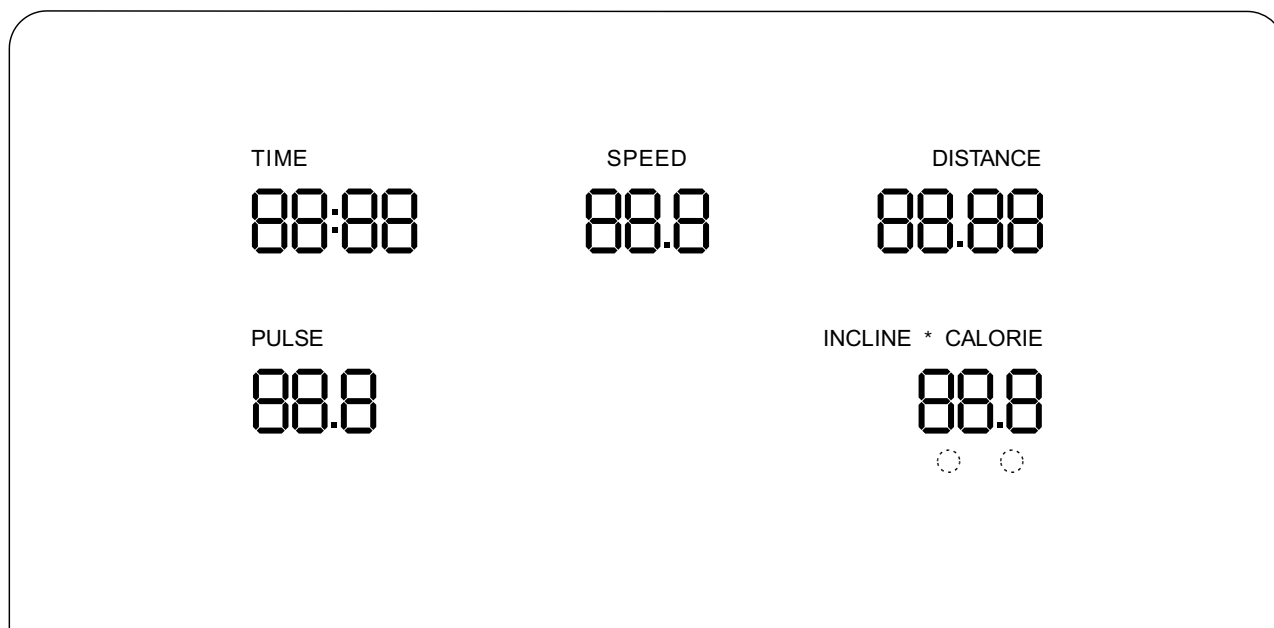 TIME SPEED DISTANCE
88:88 88.8 88.88
PULSE INCLINE * CALORIE
88.8 88.8